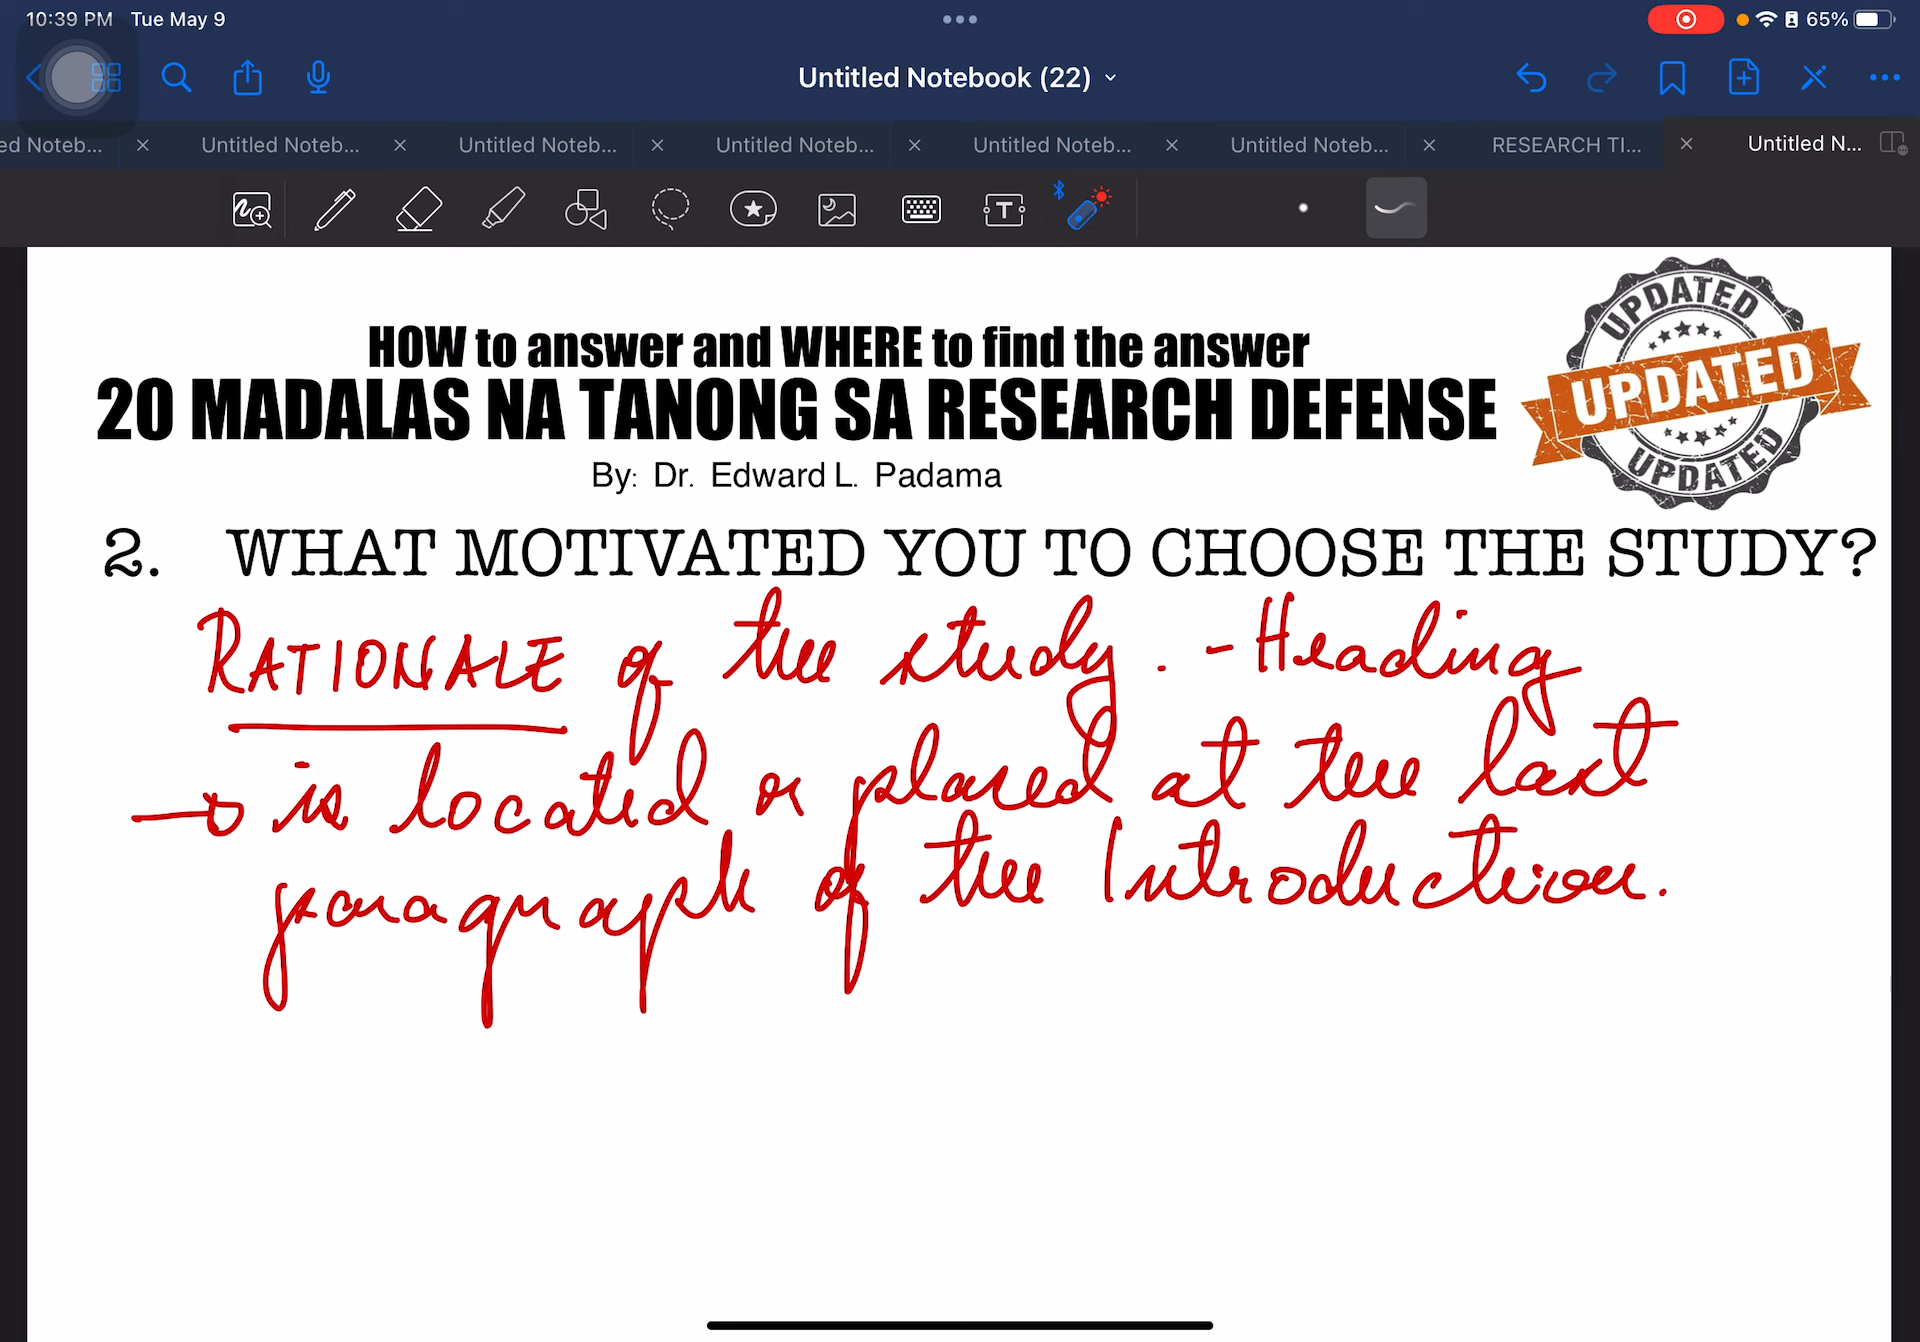 10:39 PM Tue May 9
65%
Untitled Notebook (22)
ed Noteb... Untitled Noteb... Untitled Noteb... Untitled Noteb... Untitled Noteb... Untitled Noteb... RESEARCH TI... Untitled N...
HOW to answer and WHERE to find the answer
20 MADALAS NA TANONG SA RESEARCH DEFENSE
By: Dr. Edward L. Padama
UPDATED
UPDATED
UPDATED
2. WHAT MOTIVATED YOU TO CHOOSE THE STUDY?
RATIONALE of the study. - Heading
→ is located or placed at the last
paragraph of the Introduction.